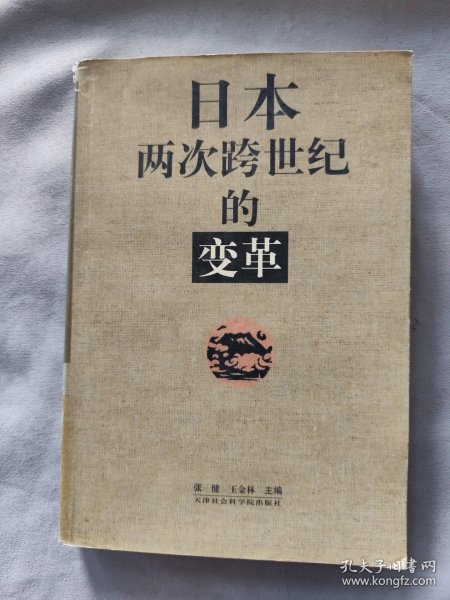 日本
两次跨世纪
的
变革
张健 王金林 主编
天津社会科学院出版社
孔夫子旧书网
www.kongfz.com